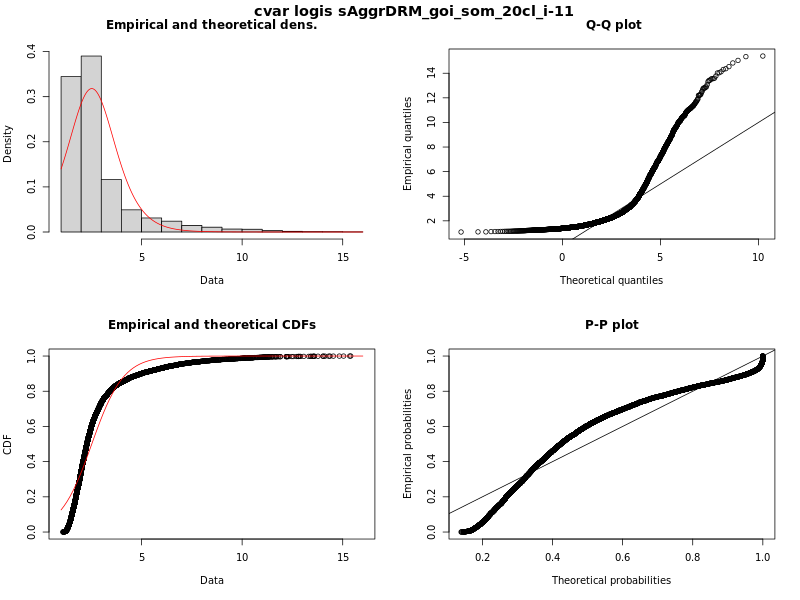 cvar logis sAggrDRM_goi_som_20cl_i-11
Empirical and theoretical dens.
Density
0.0 0.1 0.2 0.3 0.4
5 10 15
Data
Q-Q plot
Empirical quantiles
2 4 6 8 10 12 14
-5 0 5 10
Theoretical quantiles
Empirical and theoretical CDFs
CDF
0.0 0.2 0.4 0.6 0.8 1.0
5 10 15
Data
P-P plot
Empirical probabilities
0.0 0.2 0.4 0.6 0.8 1.0
0.2 0.4 0.6 0.8 1.0
Theoretical probabilities